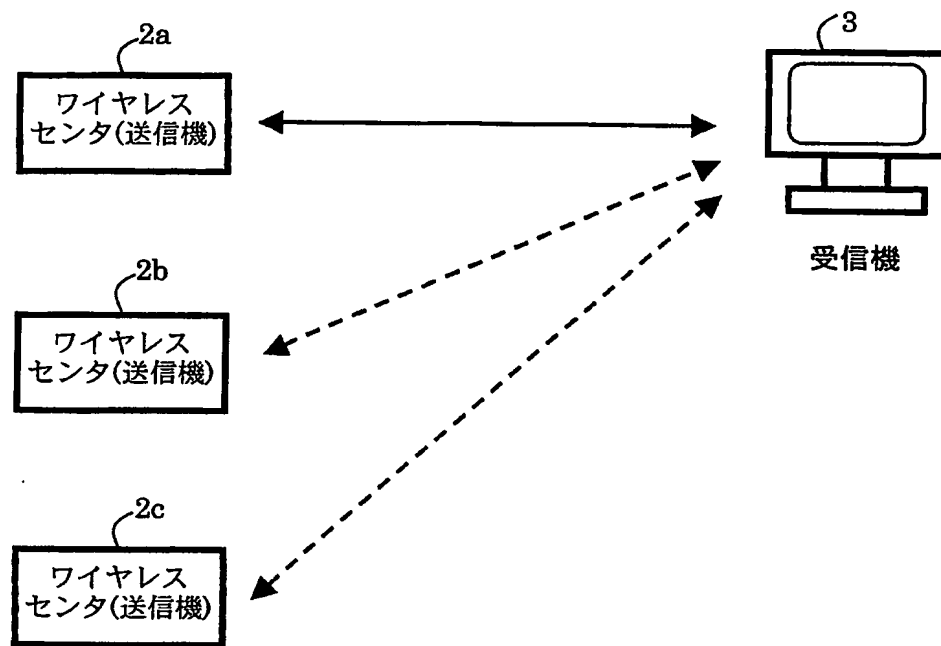 2a
ワイヤレス
センタ(送信機)
3
受信機
2b
ワイヤレス
センタ(送信機)
2c
ワイヤレス
センタ(送信機)